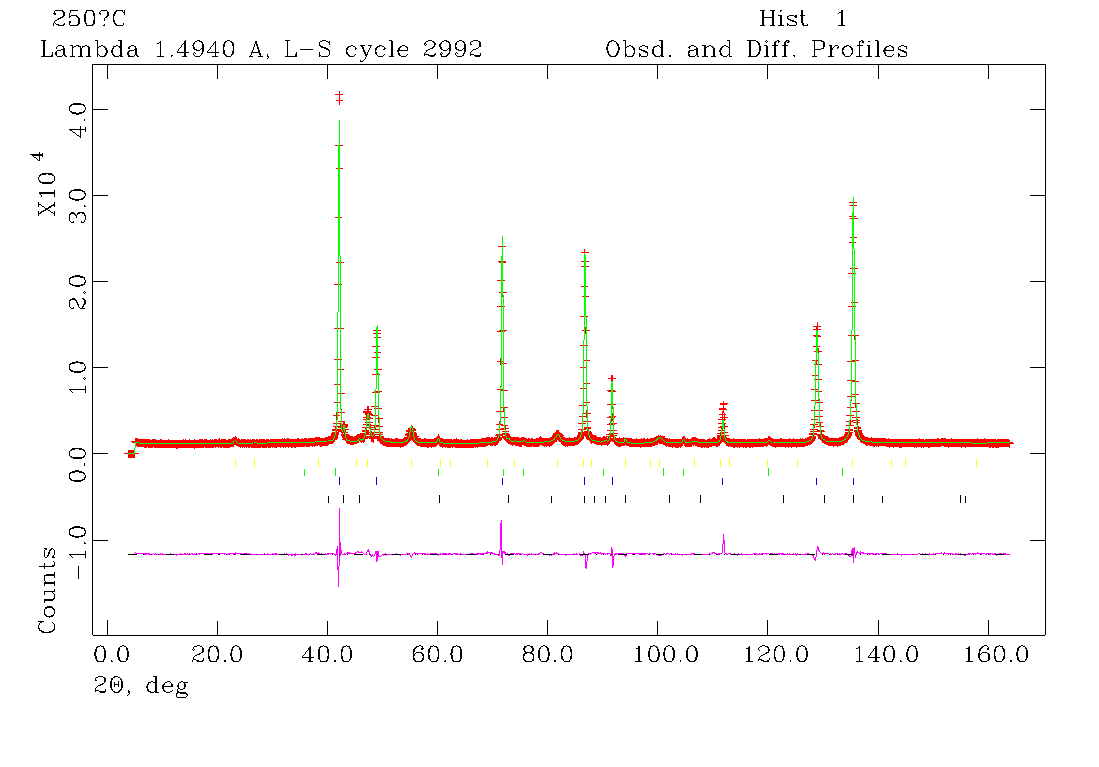 250?C
Hist 1
Lambda 1.4940 A, L-S cycle 2992
Obsd. and Diff. Profiles
X10 4
4.0
3.0
2.0
1.0
0.0
-1.0
Counts
0.0 20.0 40.0 60.0 80.0 100.0 120.0 140.0 160.0
2Θ, deg